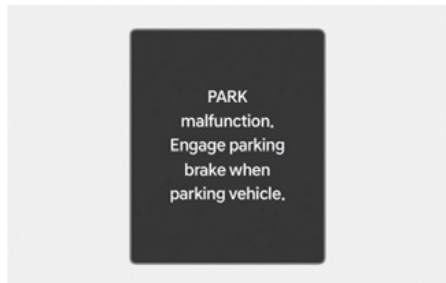 PARK
malfunction.
Engage parking
brake when
parking vehicle.